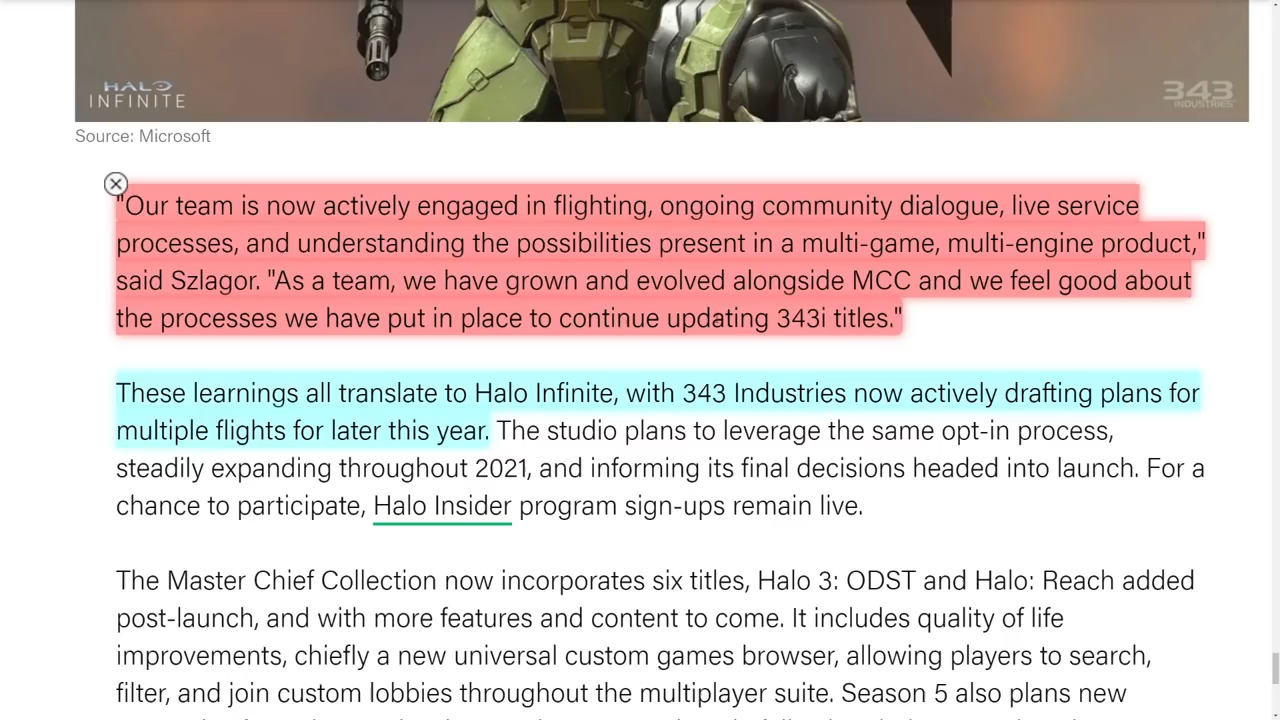 HALO
INFINITE
343
INDUSTRIES
Source: Microsoft
"Our team is now actively engaged in flighting, ongoing community dialogue, live service
processes, and understanding the possibilities present in a multi-game, multi-engine product,"
said Szlagor. "As a team, we have grown and evolved alongside MCC and we feel good about
the processes we have put in place to continue updating 343i titles."
These learnings all translate to Halo Infinite, with 343 Industries now actively drafting plans for
multiple flights for later this year. The studio plans to leverage the same opt-in process,
steadily expanding throughout 2021, and informing its final decisions headed into launch. For a
chance to participate, Halo Insider program sign-ups remain live.
The Master Chief Collection now incorporates six titles, Halo 3: ODST and Halo: Reach added
post-launch, and with more features and content to come. It includes quality of life
improvements, chiefly a new universal custom games browser, allowing players to search,
filter, and join custom lobbies throughout the multiplayer suite. Season 5 also plans new